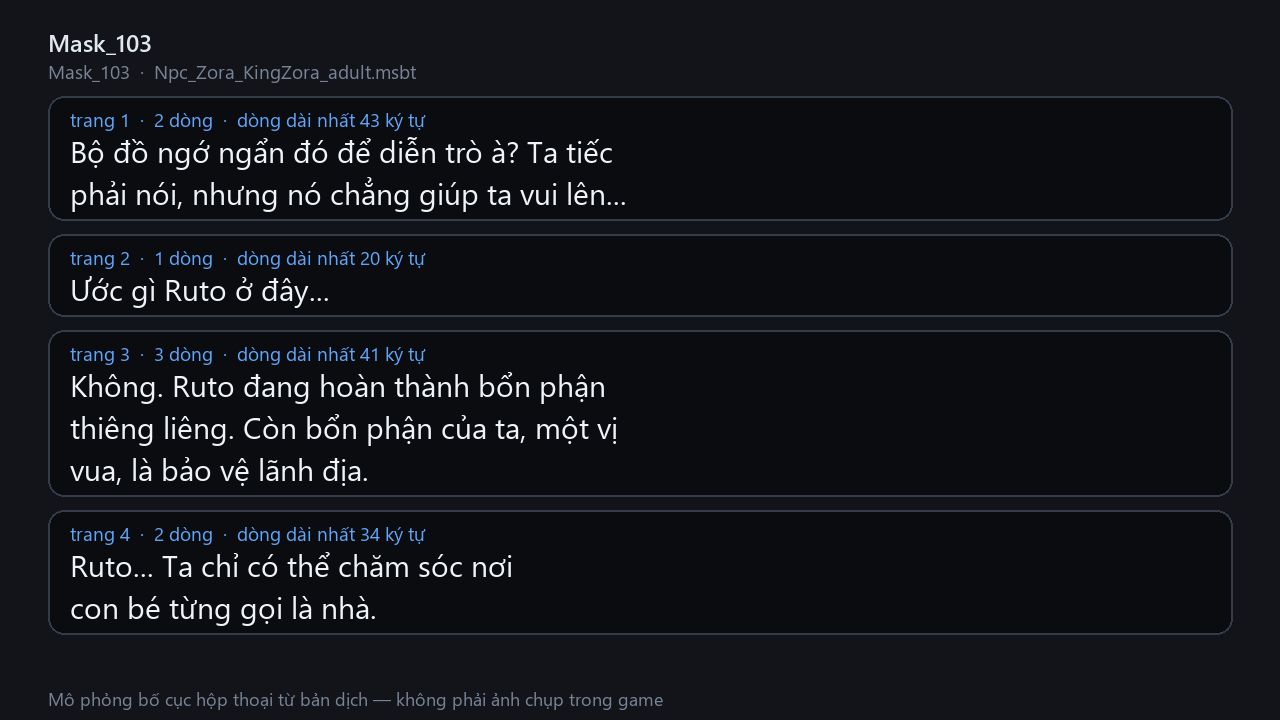 Mask_103
Mask_103 · Npc_Zora_KingZora_adult.msbt
trang 1 · 2 dòng · dòng dài nhất 43 ký tự
Bộ đồ ngớ ngẩn đó để diễn trò à? Ta tiếc
phải nói, nhưng nó chẳng giúp ta vui lên...
trang 2 · 1 dòng · dòng dài nhất 20 ký tự
Ước gì Ruto ở đây...
trang 3 · 3 dòng · dòng dài nhất 41 ký tự
Không. Ruto đang hoàn thành bổn phận
thiêng liêng. Còn bổn phận của ta, một vị
vua, là bảo vệ lãnh địa.
trang 4 · 2 dòng · dòng dài nhất 34 ký tự
Ruto... Ta chỉ có thể chăm sóc nơi
con bé từng gọi là nhà.
Mô phỏng bố cục hộp thoại từ bản dịch — không phải ảnh chụp trong game